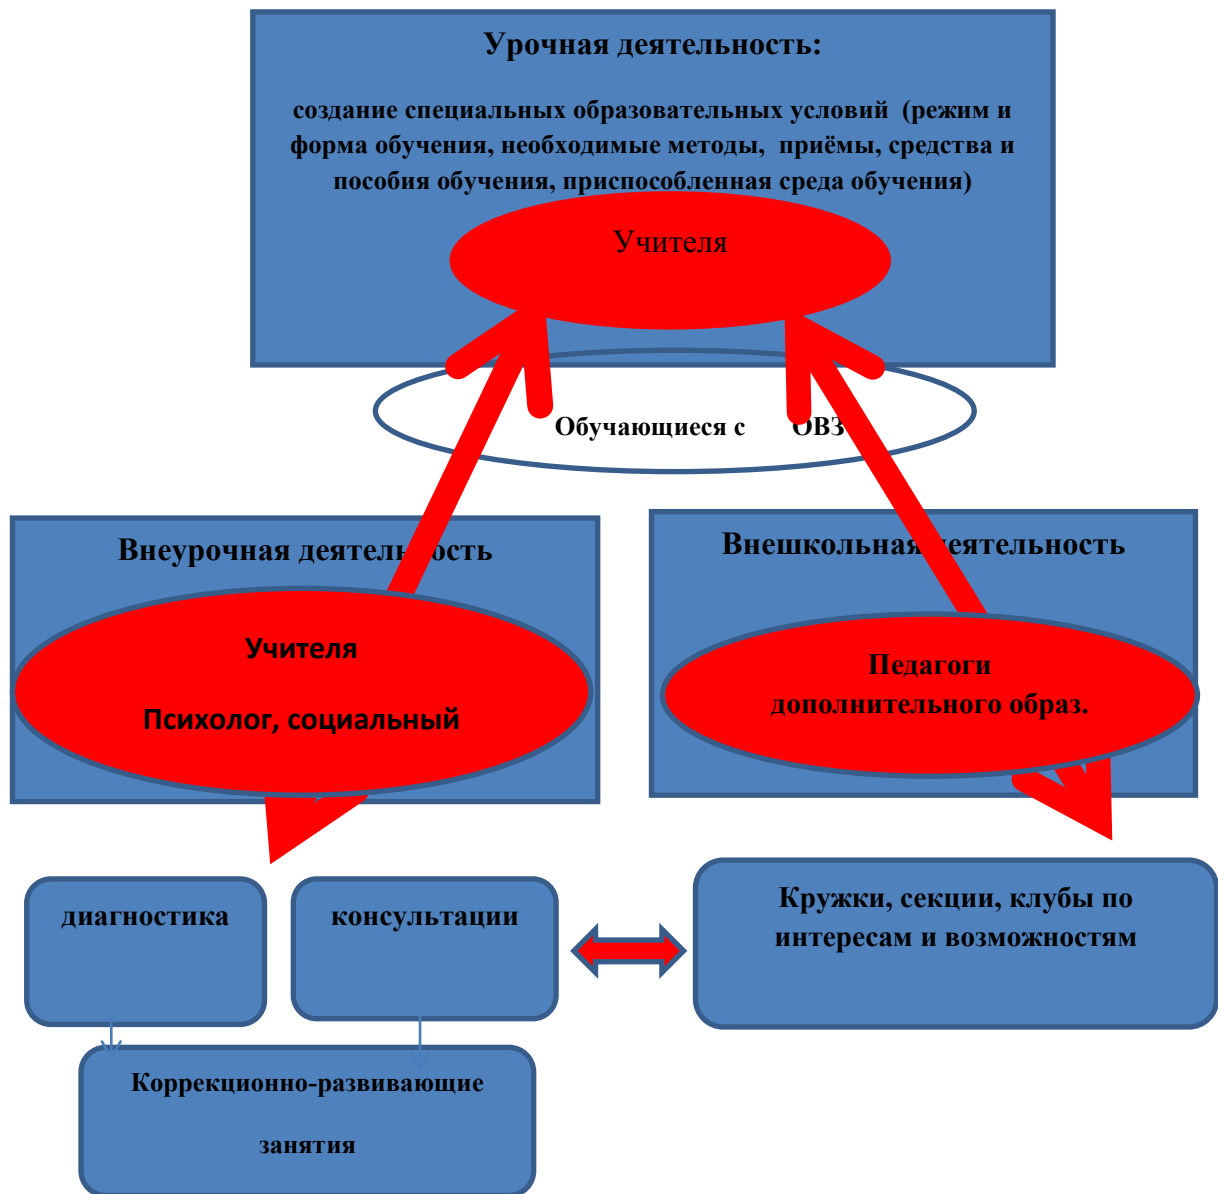 Урочная деятельность:
создание специальных образовательных условий (режим и
форма обучения, необходимые методы, приёмы, средства и
пособия обучения, приспособленная среда обучения)
Учителя
Обучающиеся с ОВЗ
Внеурочная деятельность
Учителя
Психолог, социальный
Внешкольная деятельность
Педагоги
дополнительного образ.
диагностика
консультации
Кружки, секции, клубы по
интересам и возможностям
Коррекционно-развивающие
занятия